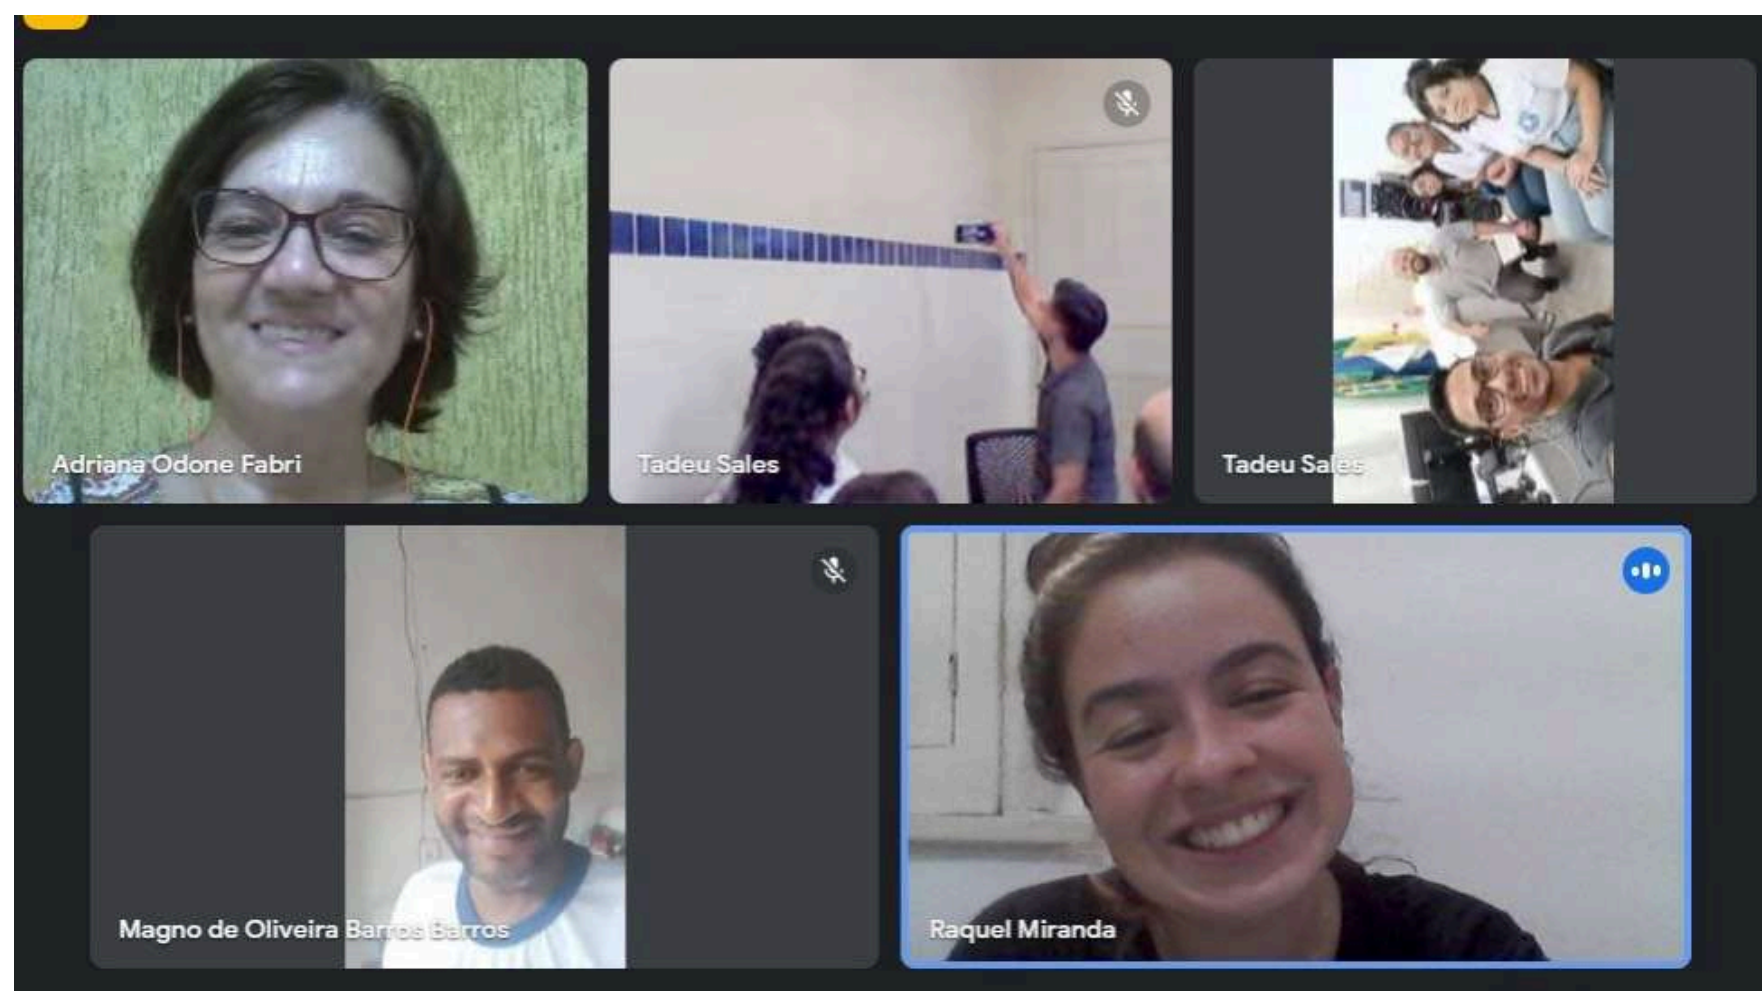 Adriana Odone Fabri
Tadeu Sales
Tadeu Sales
Magno de Oliveira Barros Barros
Raquel Miranda